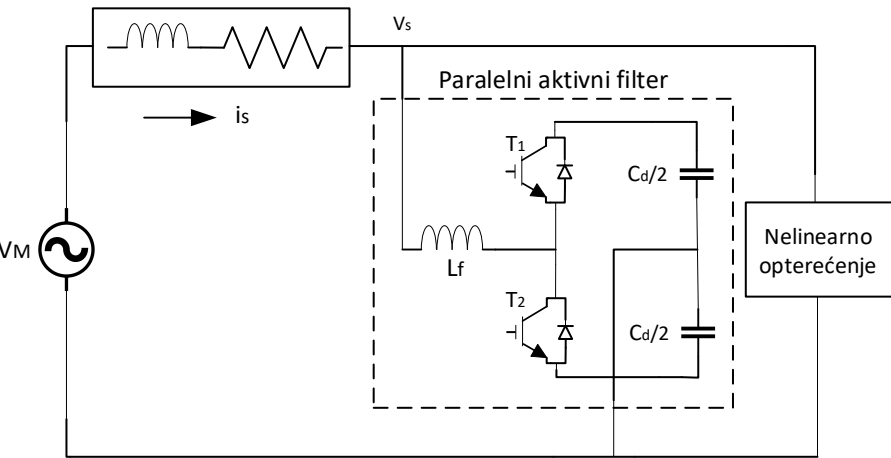 Vs
Paralelni aktivni filter
is
T1
Cd/2
VM
Lf
Nelinearno
opterećenje
T2
Cd/2